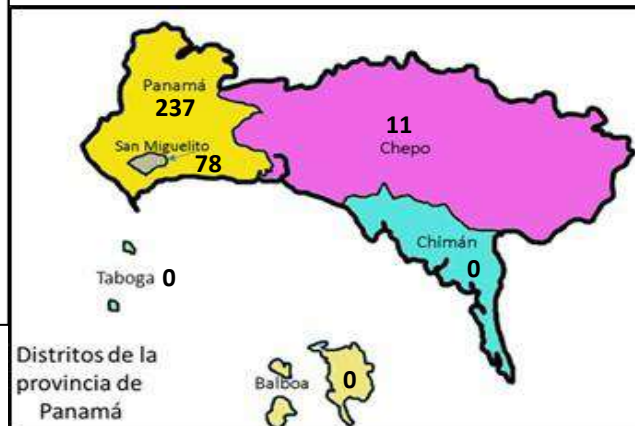 Panamá
237
San Miguelito
78
11
Chepo
Chimán
0
Taboga 0
Distritos de la
provincia de
Panamá
Balboa
0